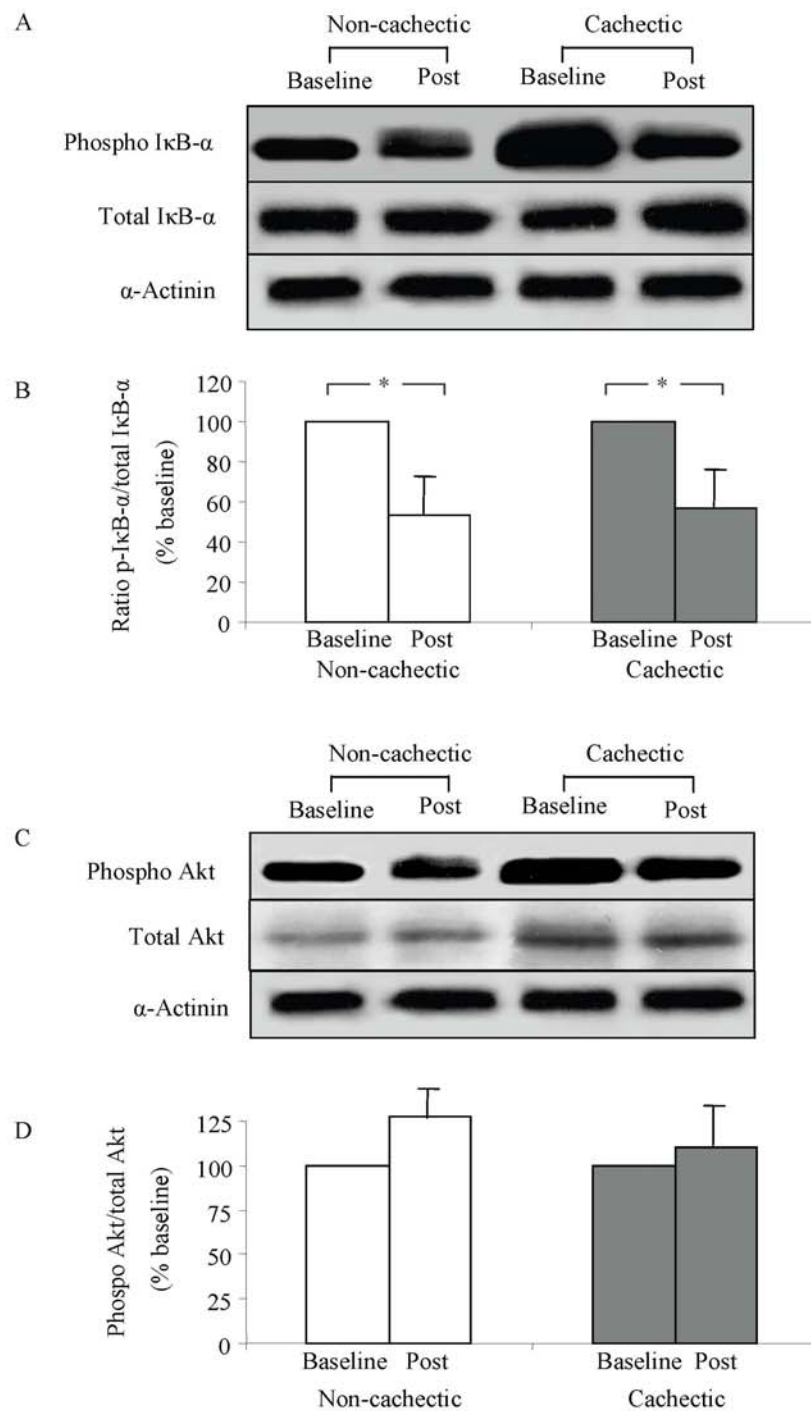 A
Non-cachectic Cachectic
Baseline Post Baseline Post
Phospho IκB-α
Total IκB-α
α-Actinin
B
Ratio p-IκB-α/total IκB-α
(% baseline)
120
100
80
60
40
20
0
* *
Baseline Post Baseline Post
Non-cachectic Cachectic
Non-cachectic Cachectic
Baseline Post Baseline Post
C
Phospho Akt
Total Akt
α-Actinin
D
Phospo Akt/total Akt
(% baseline)
125
100
75
50
25
0
Baseline Post Baseline Post
Non-cachectic Cachectic